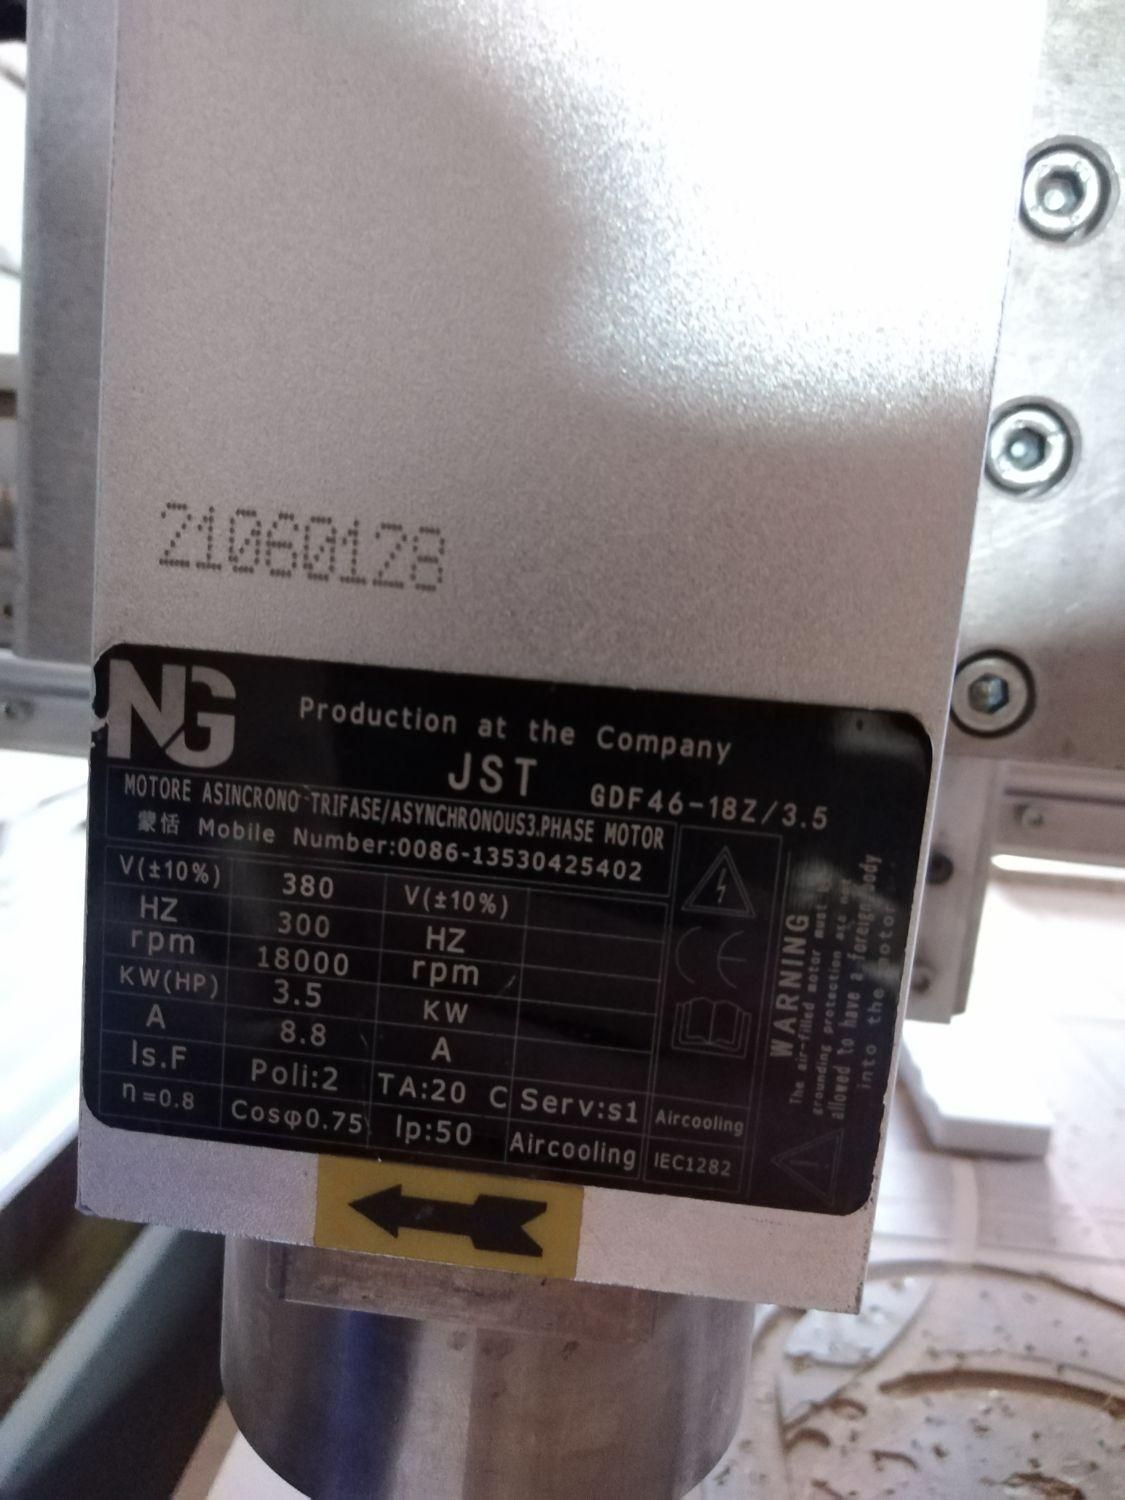 21060128
NG
Production at the Company
JST GDF46-18Z/3.5
MOTORE ASINCRONO TRIFASE/ASYNCHRONOUS3.PHASE MOTOR
蒙恬 Mobile Number:0086-13530425402
V(±10%) 380 V(±10%)
HZ 300 HZ
rpm 18000 rpm
KW(HP) 3.5 KW
A 8.8 A
Is.F Poli:2 TA:20 C Serv:s1 Aircooling
η=0.8 Cosφ0.75 Ip:50 Aircooling IEC1282
CE
WARNING
The air-filled motor must
grounding protection are not
allowed to have a foreign body
into the motor